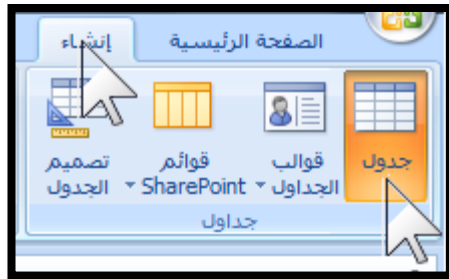 الصفحة الرئيسية
إنشاء
جدول
قوالب
الجداول
قوائم
SharePoint
تصميم
الجدول
جداول